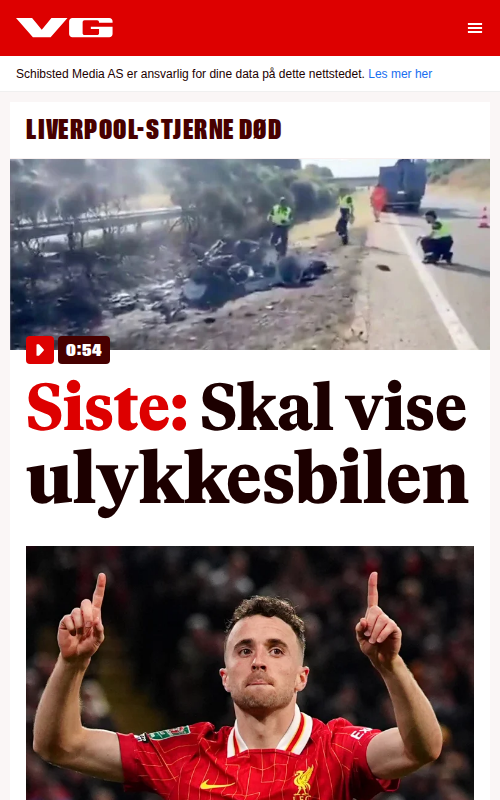 VG
Schibsted Media AS er ansvarlig for dine data på dette nettstedet. Les mer her
LIVERPOOL-STJERNE DØD
0:54
Siste: Skal vise
ulykkesbilen
L.F.C.